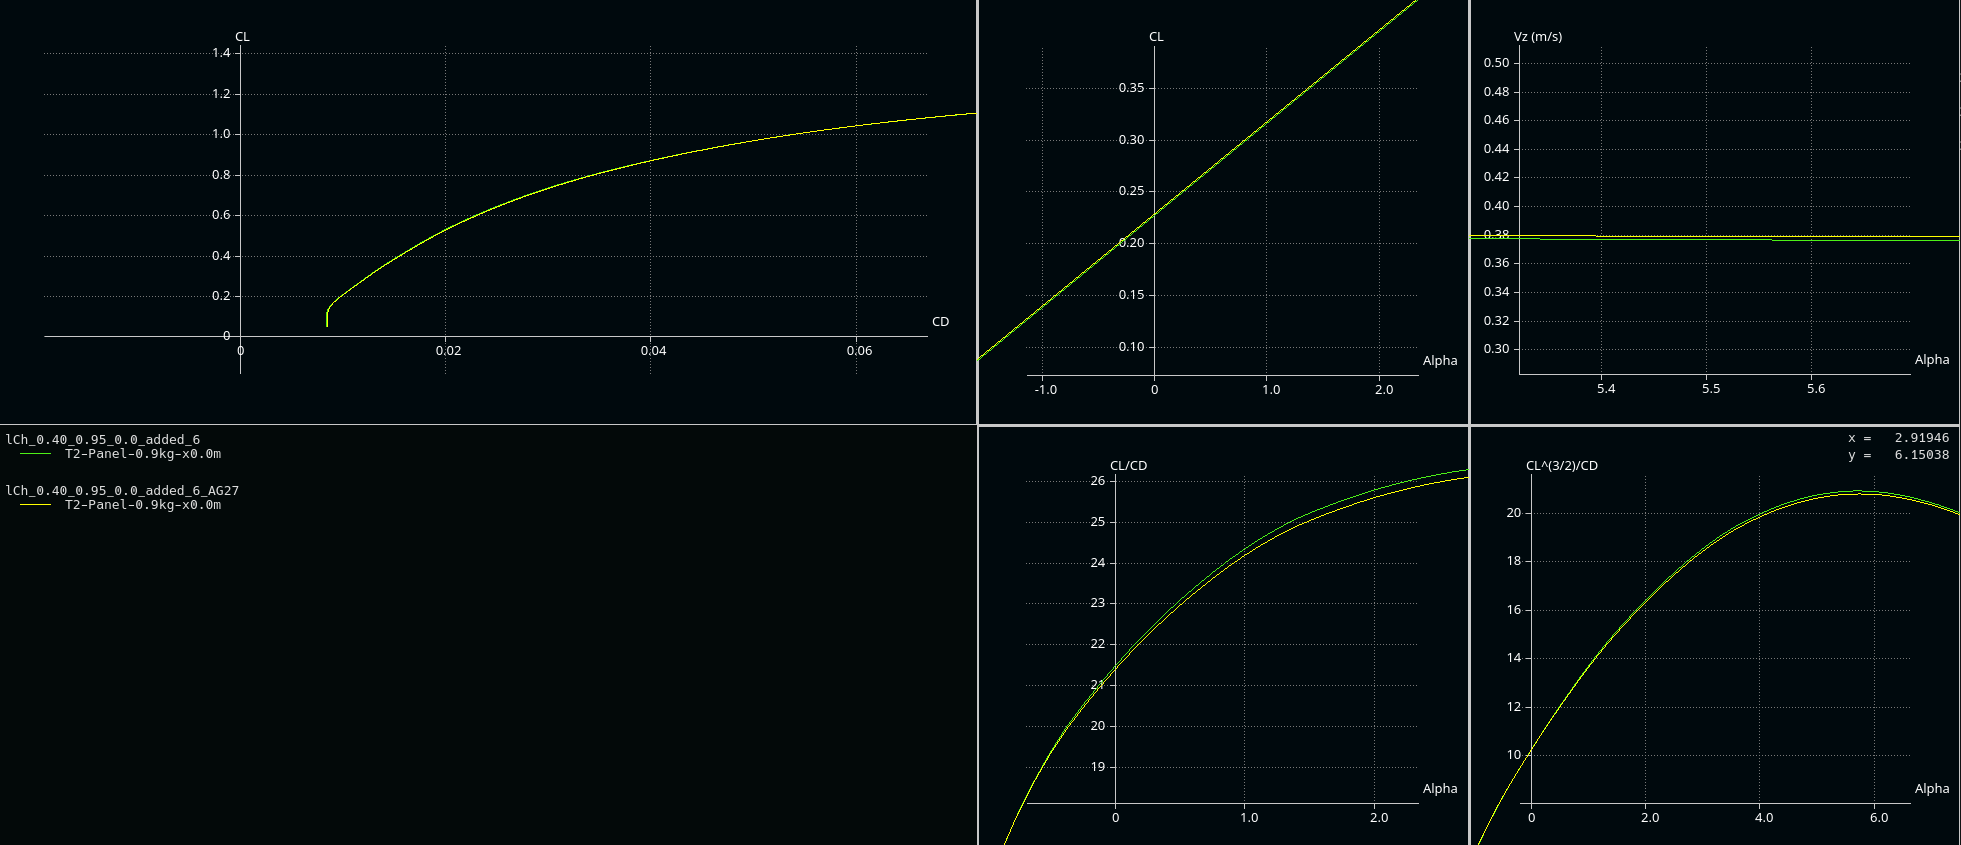 CL
1.4
1.2
1.0
0.8
0.6
0.4
0.2
0
CD
0 0.02 0.04 0.06
CL
0.35
0.30
0.25
0.20
0.15
0.10
Alpha
-1.0 0 1.0 2.0
Vz (m/s)
0.50
0.48
0.46
0.44
0.42
0.40
0.38
0.36
0.34
0.32
0.30
Alpha
5.4 5.5 5.6
lCh_0.40_0.95_0.0_added_6
T2-Panel-0.9kg-x0.0m
lCh_0.40_0.95_0.0_added_6_AG27
T2-Panel-0.9kg-x0.0m
CL/CD
26
25
24
23
22
21
20
19
Alpha
0 1.0 2.0
x = 2.91946
y = 6.15038
CL^(3/2)/CD
20
18
16
14
12
10
Alpha
0 2.0 4.0 6.0